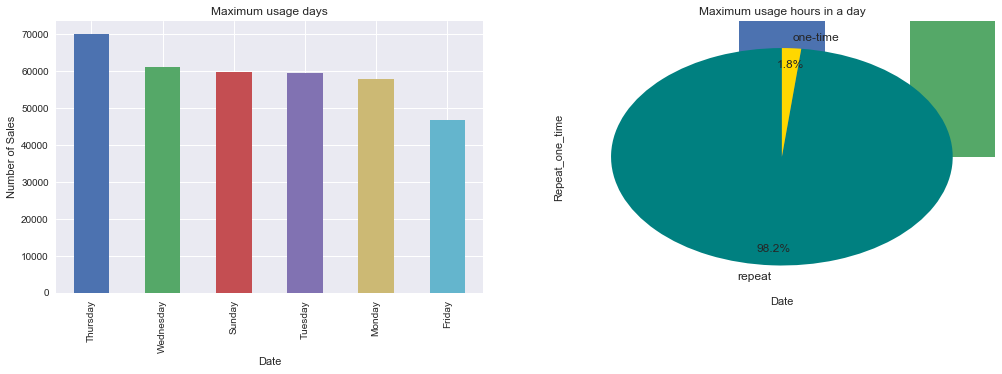 Maximum usage days
Number of Sales
70000
60000
50000
40000
30000
20000
10000
0
Thursday
Wednesday
Sunday
Tuesday
Monday
Friday
Date
Maximum usage hours in a day
Repeat_one_time
one-time
1.8%
98.2%
repeat
Date